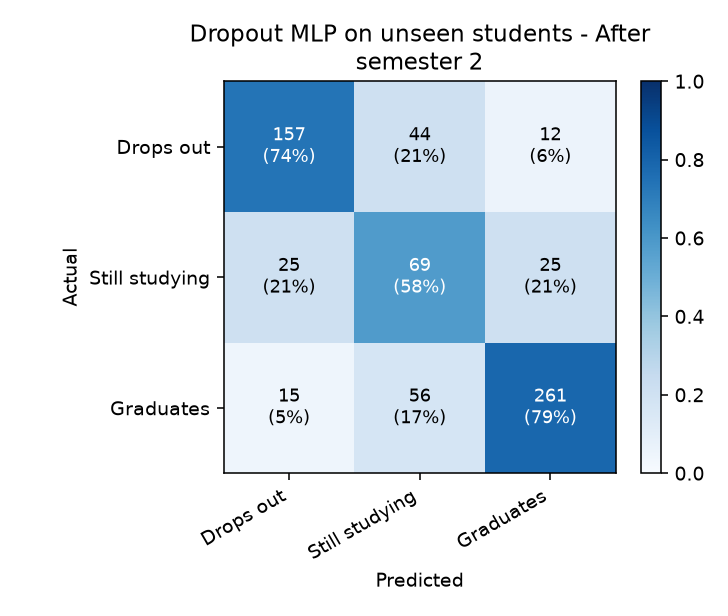 Dropout MLP on unseen students - After
semester 2
Actual
Drops out
157
(74%)
44
(21%)
12
(6%)
Still studying
25
(21%)
69
(58%)
25
(21%)
Graduates
15
(5%)
56
(17%)
261
(79%)
Drops out
Still studying
Graduates
Predicted
1.0
0.8
0.6
0.4
0.2
0.0